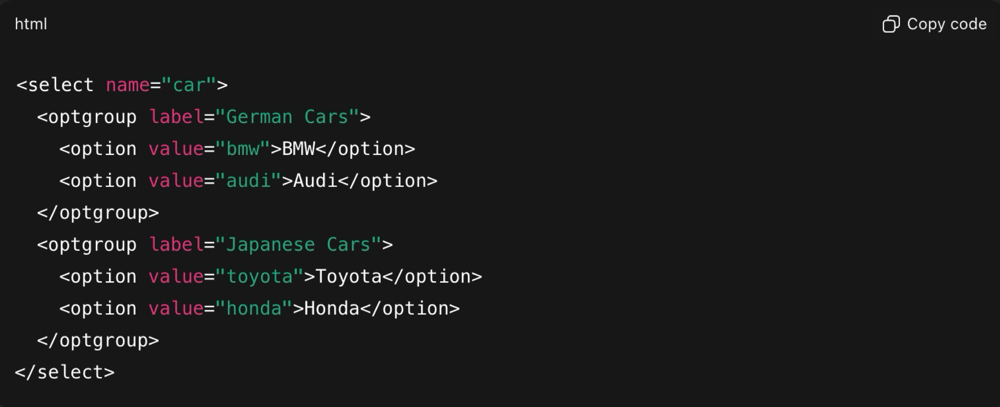 html
Copy code
<select name="car">
  <optgroup label="German Cars">
    <option value="bmw">BMW</option>
    <option value="audi">Audi</option>
  </optgroup>
  <optgroup label="Japanese Cars">
    <option value="toyota">Toyota</option>
    <option value="honda">Honda</option>
  </optgroup>
</select>